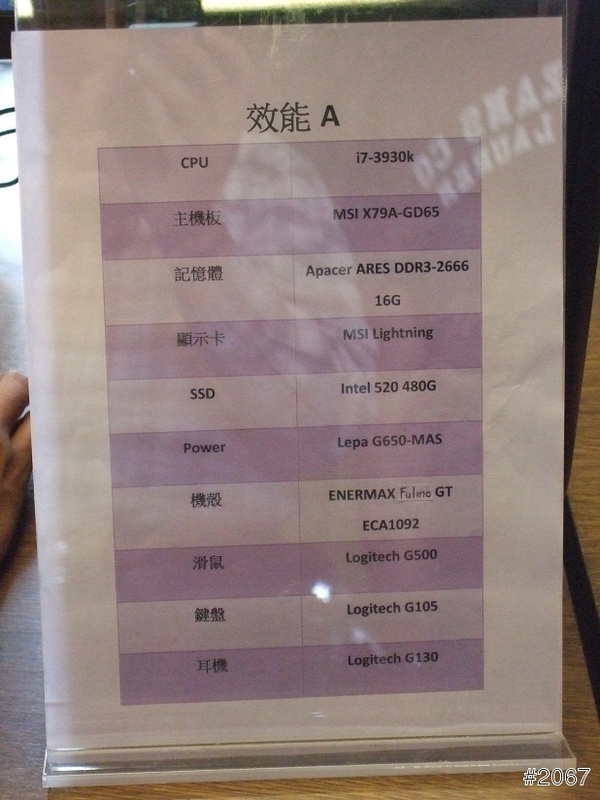 效能 A
CPU i7-3930k
主機板 MSI X79A-GD65
記憶體 Apacer ARES DDR3-2666
16G
顯示卡 MSI Lightning
SSD Intel 520 480G
Power Lepa G650-MAS
機殼 ENERMAX Fulmo GT
ECA1092
滑鼠 Logitech G500
鍵盤 Logitech G105
耳機 Logitech G130
#2067